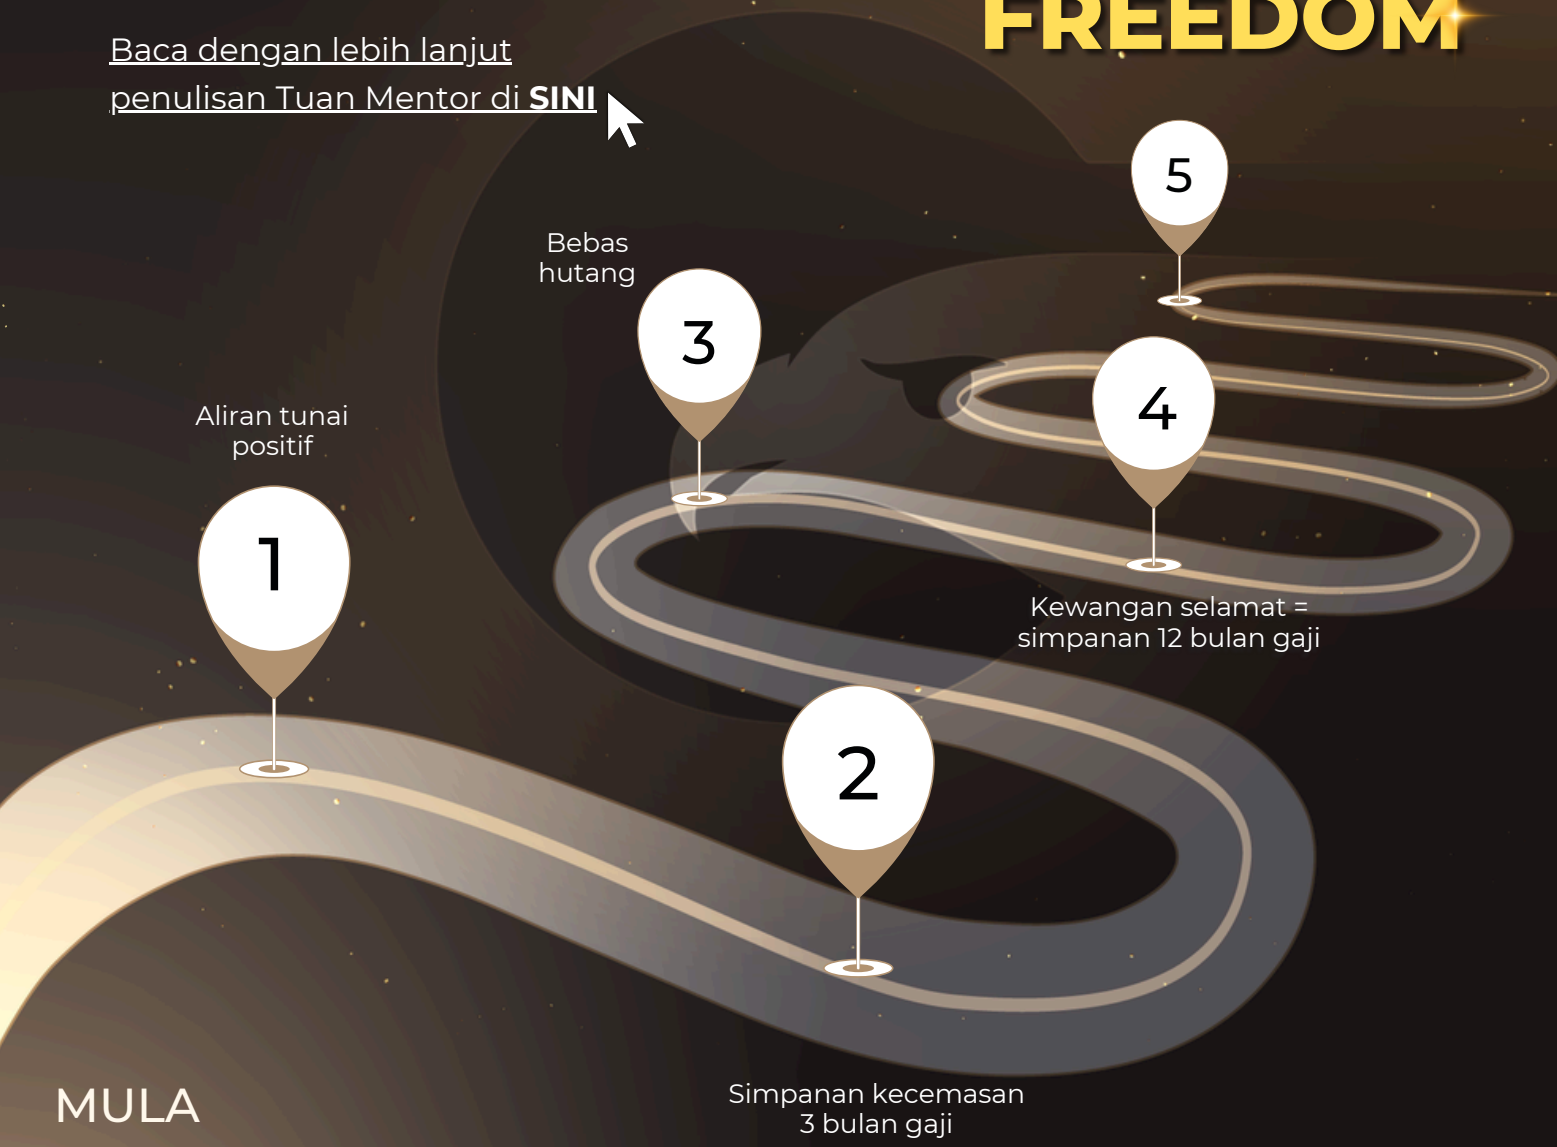 FREEDOM
Baca dengan lebih lanjut
penulisan Tuan Mentor di SINI
5
Bebas
hutang
3
4
Aliran tunai
positif
1
Kewangan selamat =
simpanan 12 bulan gaji
2
MULA
Simpanan kecemasan
3 bulan gaji